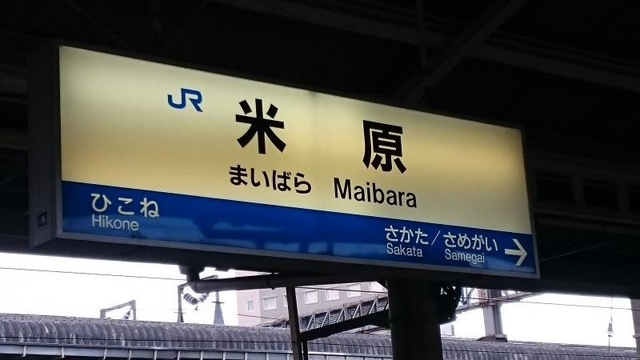 JR 米原
まいばら Maibara
ひこね
Hikone
さかた/さめがい →
Sakata Samegai